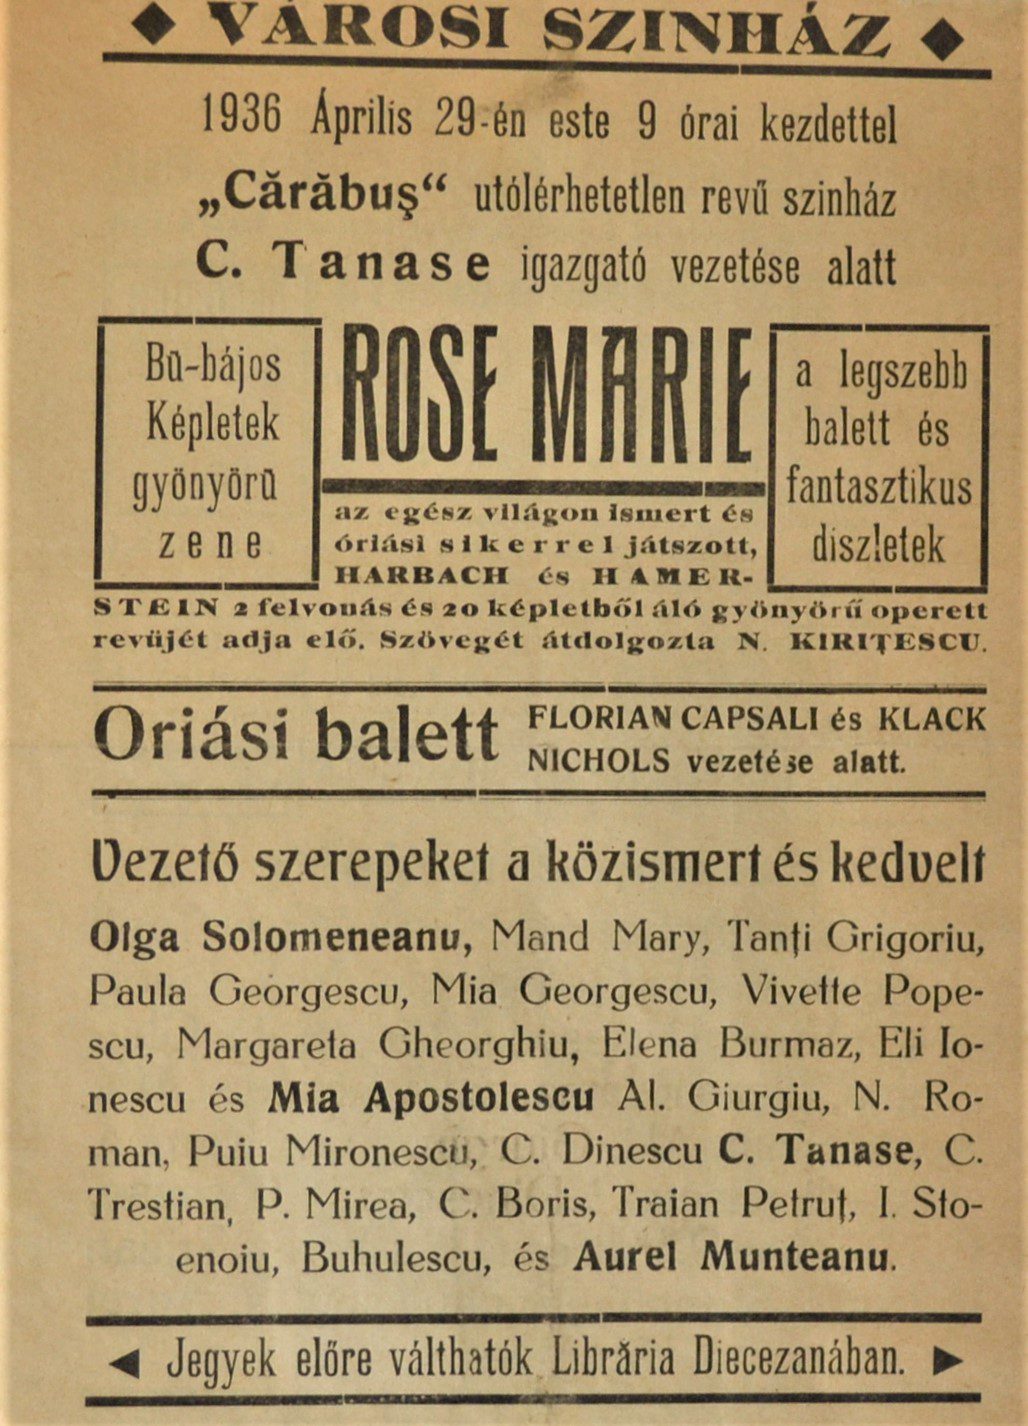 ◆ VÁROSI SZINHÁZ ◆
1936 Április 29-én este 9 órai kezdettel
„Cărăbuş“ utólérhetetlen revű szinház
C. Tanase igazgató vezetése alatt
Bű-bájos
Képletek
gyönyörű
zene
ROSE MARIE
az egész világon ismert és
óriási sikerrel játszott,
HARBACH és HAMER-
a legszebb
balett és
fantasztikus
diszletek
STEIN 2 felvonás és 20 képletből áló gyönyörű operett
revüjét adja elő. Szövegét átdolgozta N. KIRIŢESCU.
Oriási balett
FLORIAN CAPSALI és KLACK
NICHOLS vezetése alatt.
Vezető szerepeket a közismert és kedvelt
Olga Solomeneanu, Mand Mary, Tanţi Grigoriu,
Paula Georgescu, Mia Georgescu, Vivette Pope-
scu, Margareta Gheorghiu, Elena Burmaz, Eli Io-
nescu és Mia Apostolescu Al. Giurgiu, N. Ro-
man, Puiu Mironescu, C. Dinescu C. Tanase, C.
Trestian, P. Mirea, C. Boris, Traian Petruţ, I. Sto-
enoiu, Buhulescu, és Aurel Munteanu.
◄ Jegyek előre válthatók Librăria Diecezanában. ►